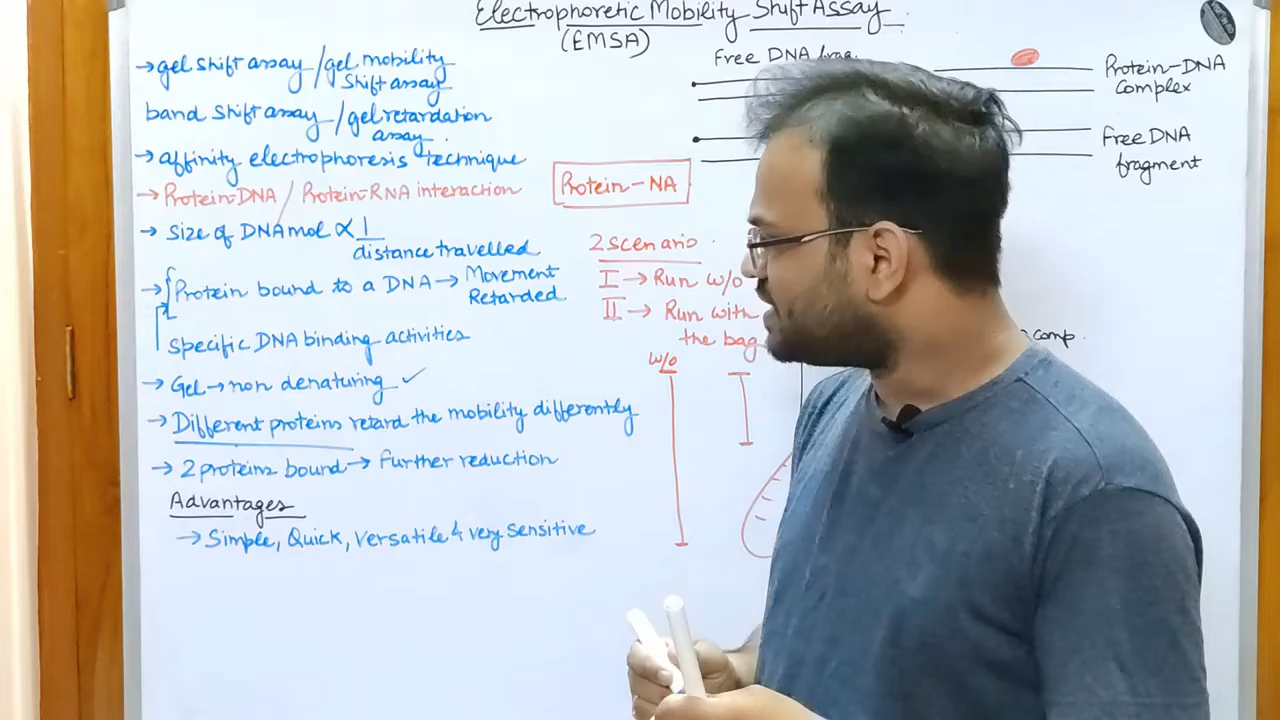 Electrophoretic Mobility Shift Assay
(EMSA)
→ gel shift assay / gel mobility
shift assay
band shift assay / gel retardation
assay.
→ affinity electrophoresis technique
→ Protein-DNA / Protein-RNA interaction
→ Size of DNA mol ∝ 1
distance travelled
→ Protein bound to a DNA → Movement
Retarded
specific DNA binding activities
→ Gel → non denaturing ✓
→ Different proteins retard the mobility differently
→ 2 proteins bound → further reduction
Advantages
→ Simple, Quick, versatile & very sensitive
Protein-NA
2 scenario
I → Run w/o
II → Run with
the bag
w/o
Free DNA frag
Protein-DNA
complex
Free DNA
fragment
comp.